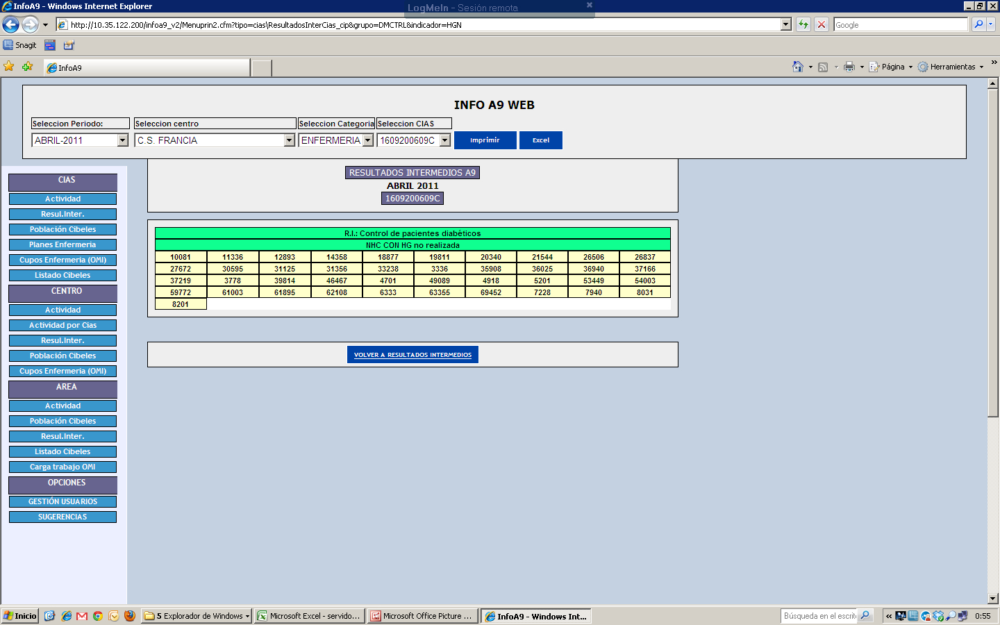 InfoA9 - Windows Internet Explorer
LogMeIn - Sesión remota
http://10.35.122.200/infoa9_v2/Menuprin2.cfm?tipo=cias\ResultadosInterCias_cip&grupo=DMCTRL&indicador=HGN
Google
Snagit
InfoA9
Página
Herramientas
INFO A9 WEB
Seleccion Periodo: Seleccion centro Seleccion Categoria Seleccion CIAS
ABRIL-2011 C.S. FRANCIA ENFERMERIA 1609200609C Imprimir Excel
RESULTADOS INTERMEDIOS A9
ABRIL 2011
1609200609C
CIAS
Actividad
Resul.Inter.
Población Cibeles
Planes Enfermeria
Cupos Enfermeria (OMI)
Listado Cibeles
CENTRO
Actividad
Actividad por Cias
Resul.Inter.
Población Cibeles
Cupos Enfermeria (OMI)
AREA
Actividad
Población Cibeles
Resul.Inter.
Listado Cibeles
Carga trabajo OMI
OPCIONES
GESTIÓN USUARIOS
SUGERENCIAS
R.I.: Control de pacientes diabéticos
NHC CON HG no realizada
10081 11336 12893 14358 18877 19811 20340 21544 26506 26837
27672 30595 31125 31356 33238 3336 35908 36025 36940 37166
37219 3778 39814 46467 4701 49089 4918 5201 53449 54003
59772 61003 61895 62108 6333 63355 69452 7228 7940 8031
8201
VOLVER A RESULTADOS INTERMEDIOS
Inicio
5 Explorador de Windows
Microsoft Excel - servido...
Microsoft Office Picture ...
InfoA9 - Windows Int...
Búsqueda en el escrit
0:55